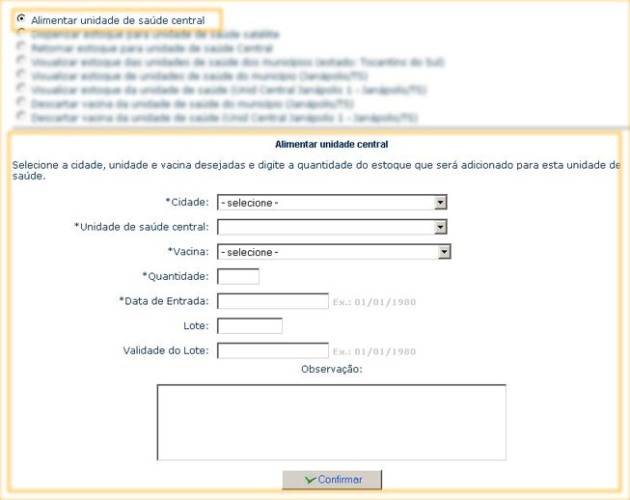 Alimentar unidade de saúde central
Dispensar estoque para unidade de saúde satélite
Retornar estoque para unidade de saúde Central
Visualizar estoque das unidades de saúde dos municípios (estado: Tocantins do Sul)
Visualizar estoque de unidades de saúde do município (Janápolis/TS)
Visualizar estoque da unidade de saúde (Unid Central Janápolis 1 - Janápolis/TS)
Descartar vacina da unidade de saúde do município (Janápolis/TS)
Descartar vacina da unidade de saúde (Unid Central Janápolis 1 - Janápolis/TS)
Alimentar unidade central
Selecione a cidade, unidade e vacina desejadas e digite a quantidade do estoque que será adicionado para esta unidade de
saúde.
*Cidade: - selecione -
*Unidade de saúde central:
*Vacina: - selecione -
*Quantidade:
*Data de Entrada: Ex.: 01/01/1980
Lote:
Validade do Lote: Ex.: 01/01/1980
Observação:
Confirmar